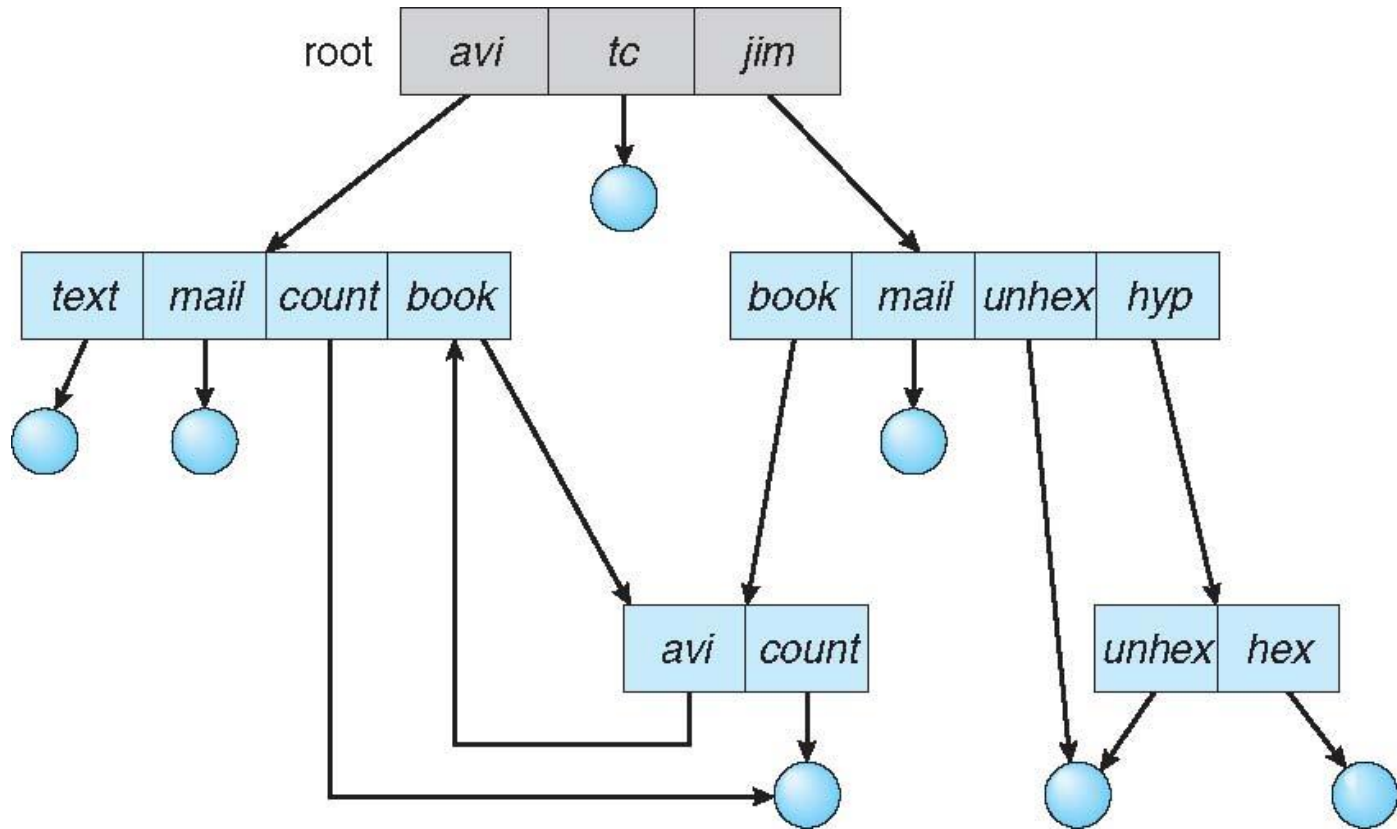 root avi tc jim
text mail count book
book mail unhex hyp
avi count
unhex hex